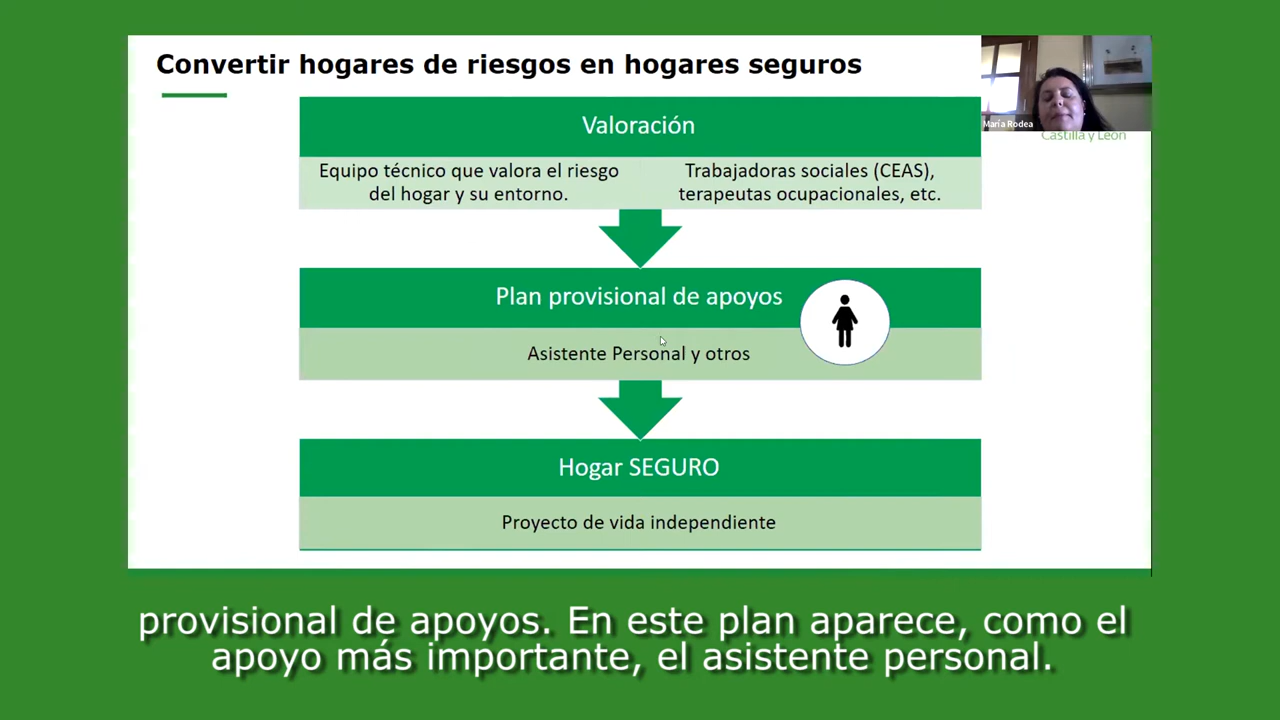 Convertir hogares de riesgos en hogares seguros
María Rodea
Castilla y León
Valoración
Equipo técnico que valora el riesgo
del hogar y su entorno.
Trabajadoras sociales (CEAS),
terapeutas ocupacionales, etc.
Plan provisional de apoyos
Asistente Personal y otros
Hogar SEGURO
Proyecto de vida independiente
provisional de apoyos. En este plan aparece, como el
apoyo más importante, el asistente personal.